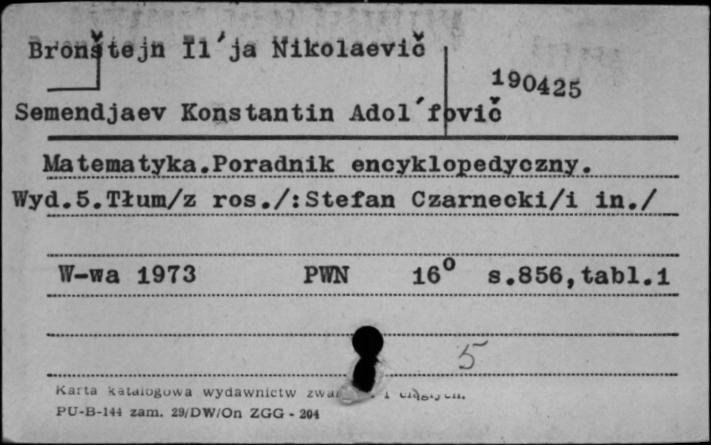 Bronštejn Il´ja Nikolaevič
190425
Semendjaev Konstantin Adol´fovič
Matematyka.Poradnik encyklopedyczny.
Wyd.5.Tłum/z ros./:Stefan Czarnecki/i in./
W-wa 1973 PWN 16⁰ s.856,tabl.1
5
Karta katalogowa wydawnictw i ciągłych.
PU-B-144 zam. 29/DW/On ZGG - 204